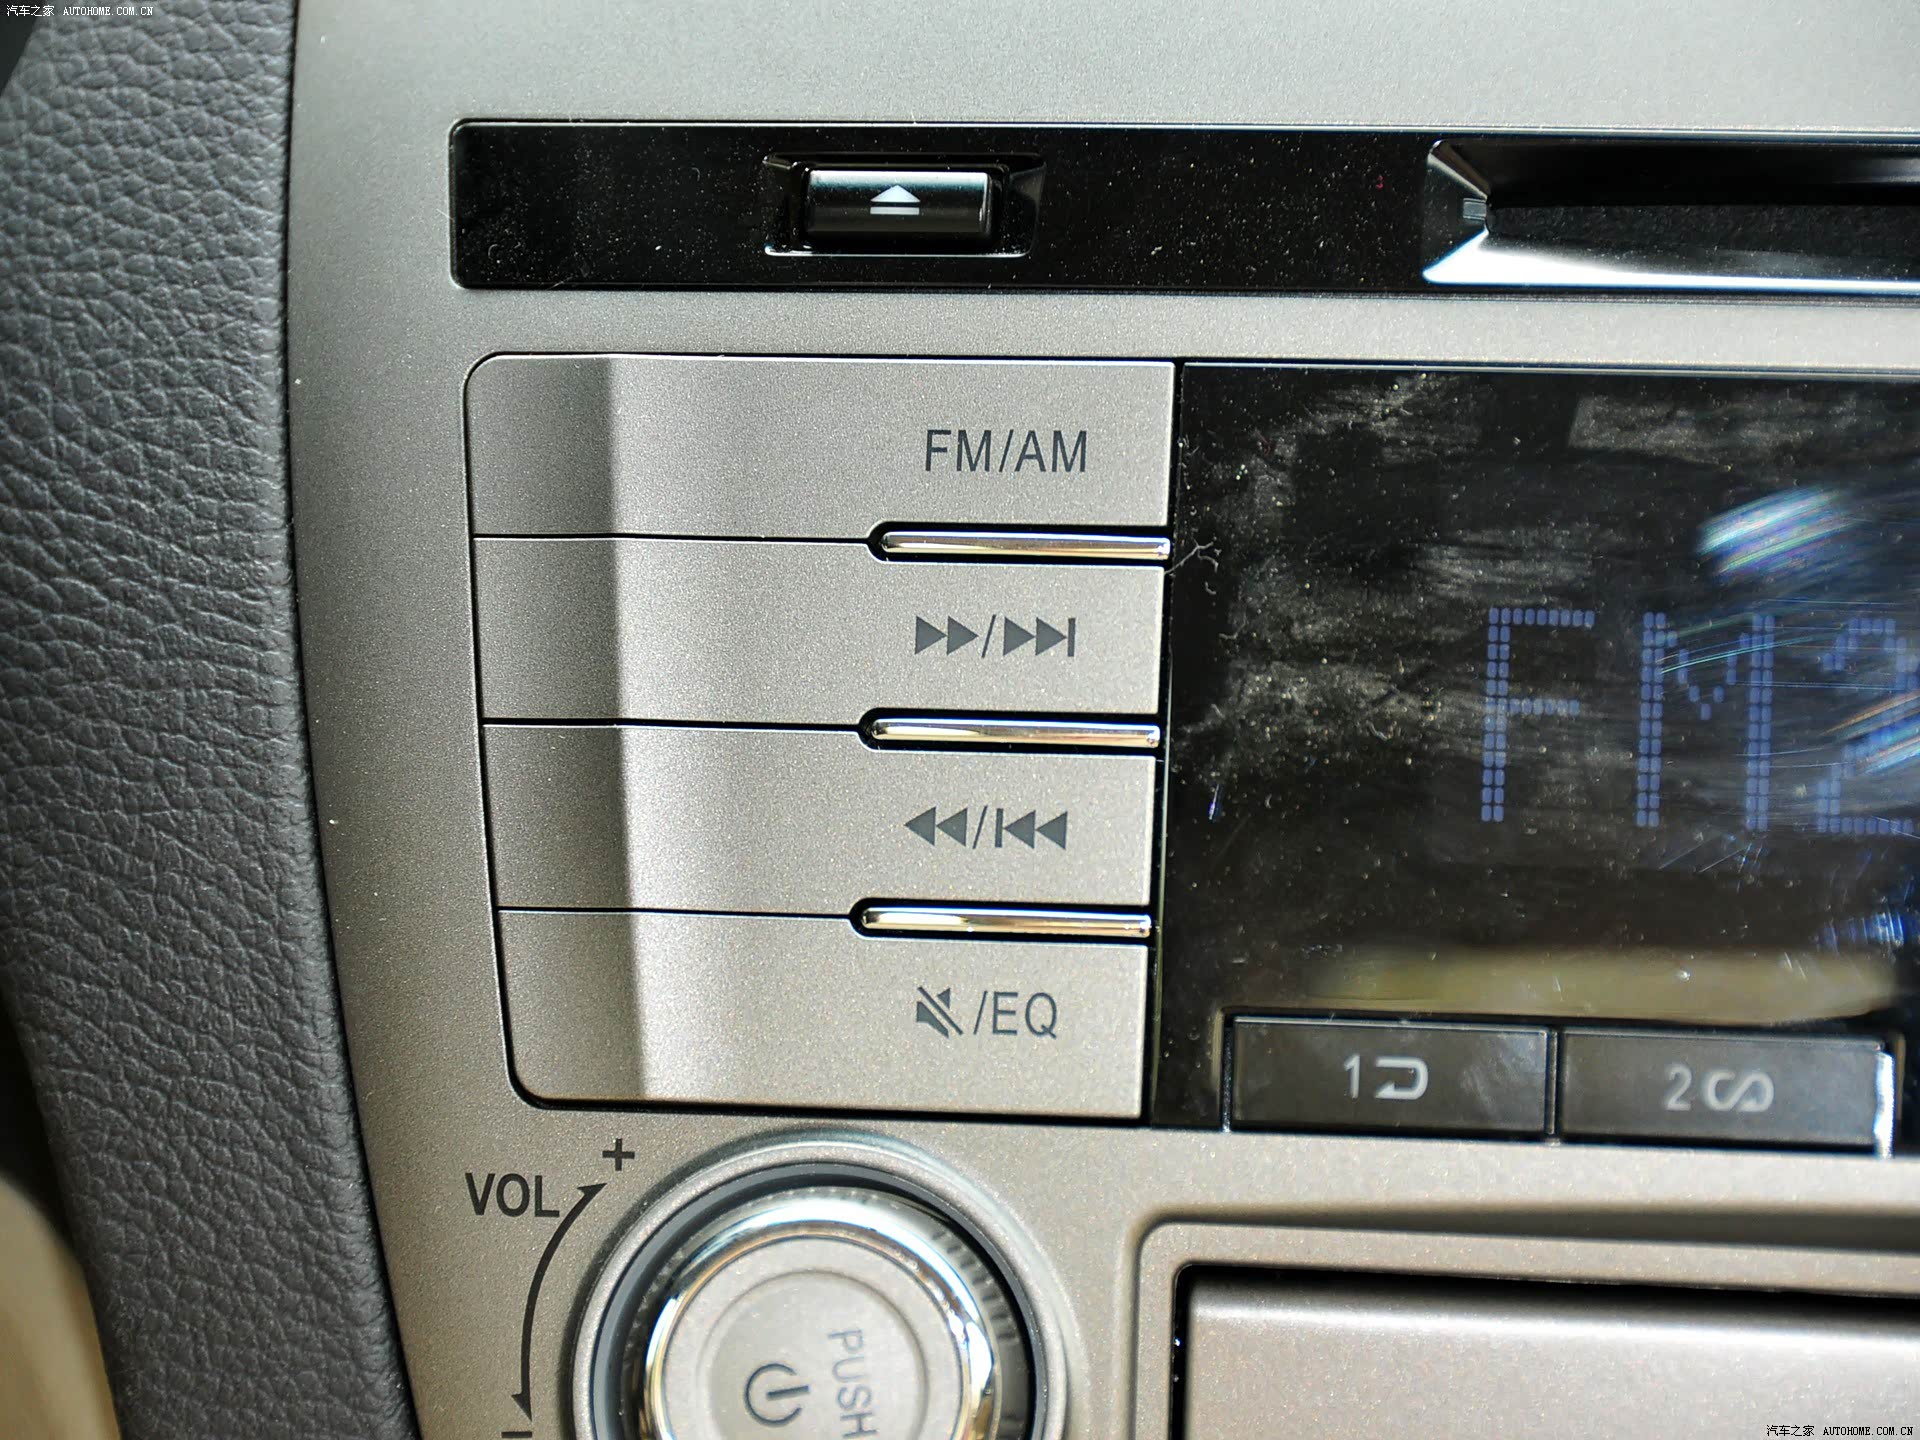 汽车之家 AUTOHOME.COM.CN
FM/AM
FM2
/EQ
1
2
VOL
+
PUSH
-
汽车之家 AUTOHOME.COM.CN